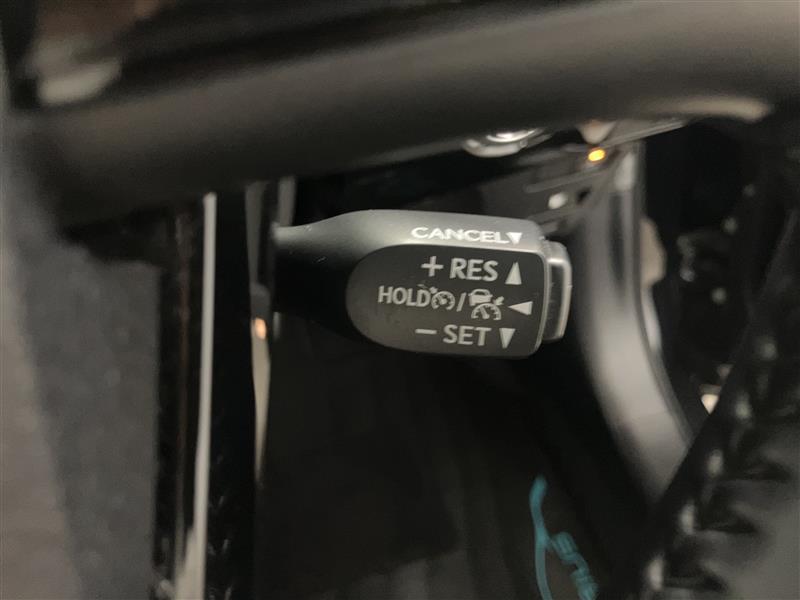 CANCEL▼
+ RES ▲
HOLD / ◄
− SET ▼